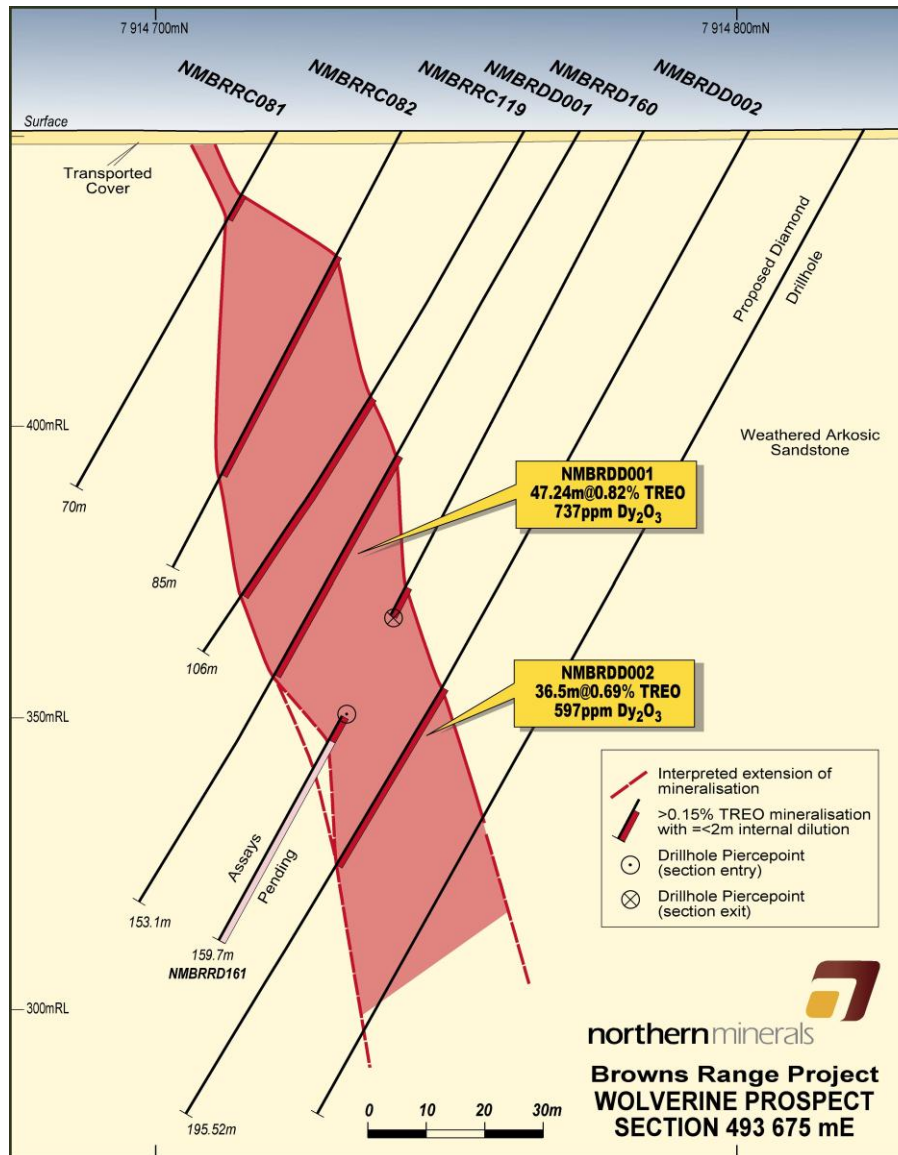 7 914 700mN
7 914 800mN
NMBRRC081
NMBRRC082
NMBRRC119
NMBRDD001
NMBRRD160
NMBRDD002
Surface
Transported
Cover
Proposed Diamond
Drillhole
400mRL
Weathered Arkosic
Sandstone
NMBRDD001
47.24m@0.82% TREO
737ppm Dy₂O₃
70m
85m
106m
NMBRDD002
36.5m@0.69% TREO
597ppm Dy₂O₃
350mRL
Interpreted extension of
mineralisation
>0.15% TREO mineralisation
with =<2m internal dilution
Drillhole Piercepoint
(section entry)
Drillhole Piercepoint
(section exit)
Assays
Pending
153.1m
159.7m
NMBRRD161
300mRL
northernminerals
Browns Range Project
WOLVERINE PROSPECT
SECTION 493 675 mE
0 10 20 30m
195.52m